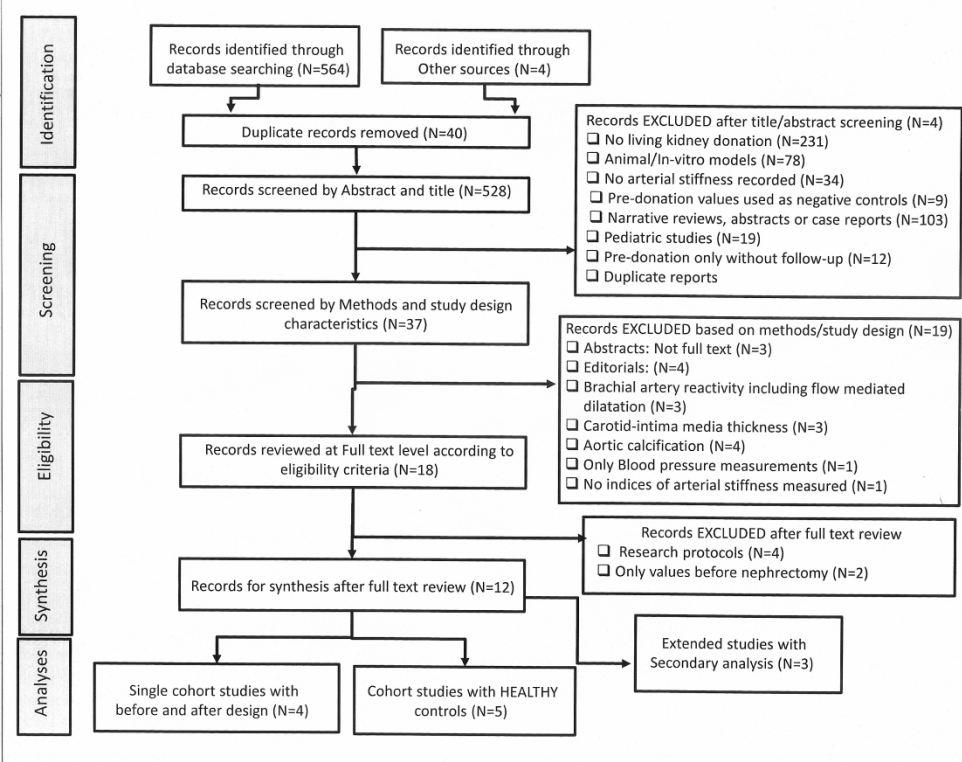 Identification
Records identified through
database searching (N=564)
Records identified through
Other sources (N=4)
Duplicate records removed (N=40)
Records EXCLUDED after title/abstract screening (N=4)
No living kidney donation (N=231)
Animal/In-vitro models (N=78)
No arterial stiffness recorded (N=34)
Pre-donation values used as negative controls (N=9)
Narrative reviews, abstracts or case reports (N=103)
Pediatric studies (N=19)
Pre-donation only without follow-up (N=12)
Duplicate reports
Screening
Records screened by Abstract and title (N=528)
Records screened by Methods and study design
characteristics (N=37)
Records EXCLUDED based on methods/study design (N=19)
Abstracts: Not full text (N=3)
Editorials: (N=4)
Brachial artery reactivity including flow mediated
dilatation (N=3)
Carotid-intima media thickness (N=3)
Aortic calcification (N=4)
Only Blood pressure measurements (N=1)
No indices of arterial stiffness measured (N=1)
Eligibility
Records reviewed at Full text level according to
eligibility criteria (N=18)
Records EXCLUDED after full text review
Research protocols (N=4)
Only values before nephrectomy (N=2)
Synthesis
Records for synthesis after full text review (N=12)
Extended studies with
Secondary analysis (N=3)
Analyses
Single cohort studies with
before and after design (N=4)
Cohort studies with HEALTHY
controls (N=5)